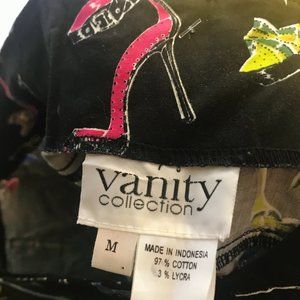 vanity
collection
M
MADE IN INDONESIA
97% COTTON
3% LYCRA